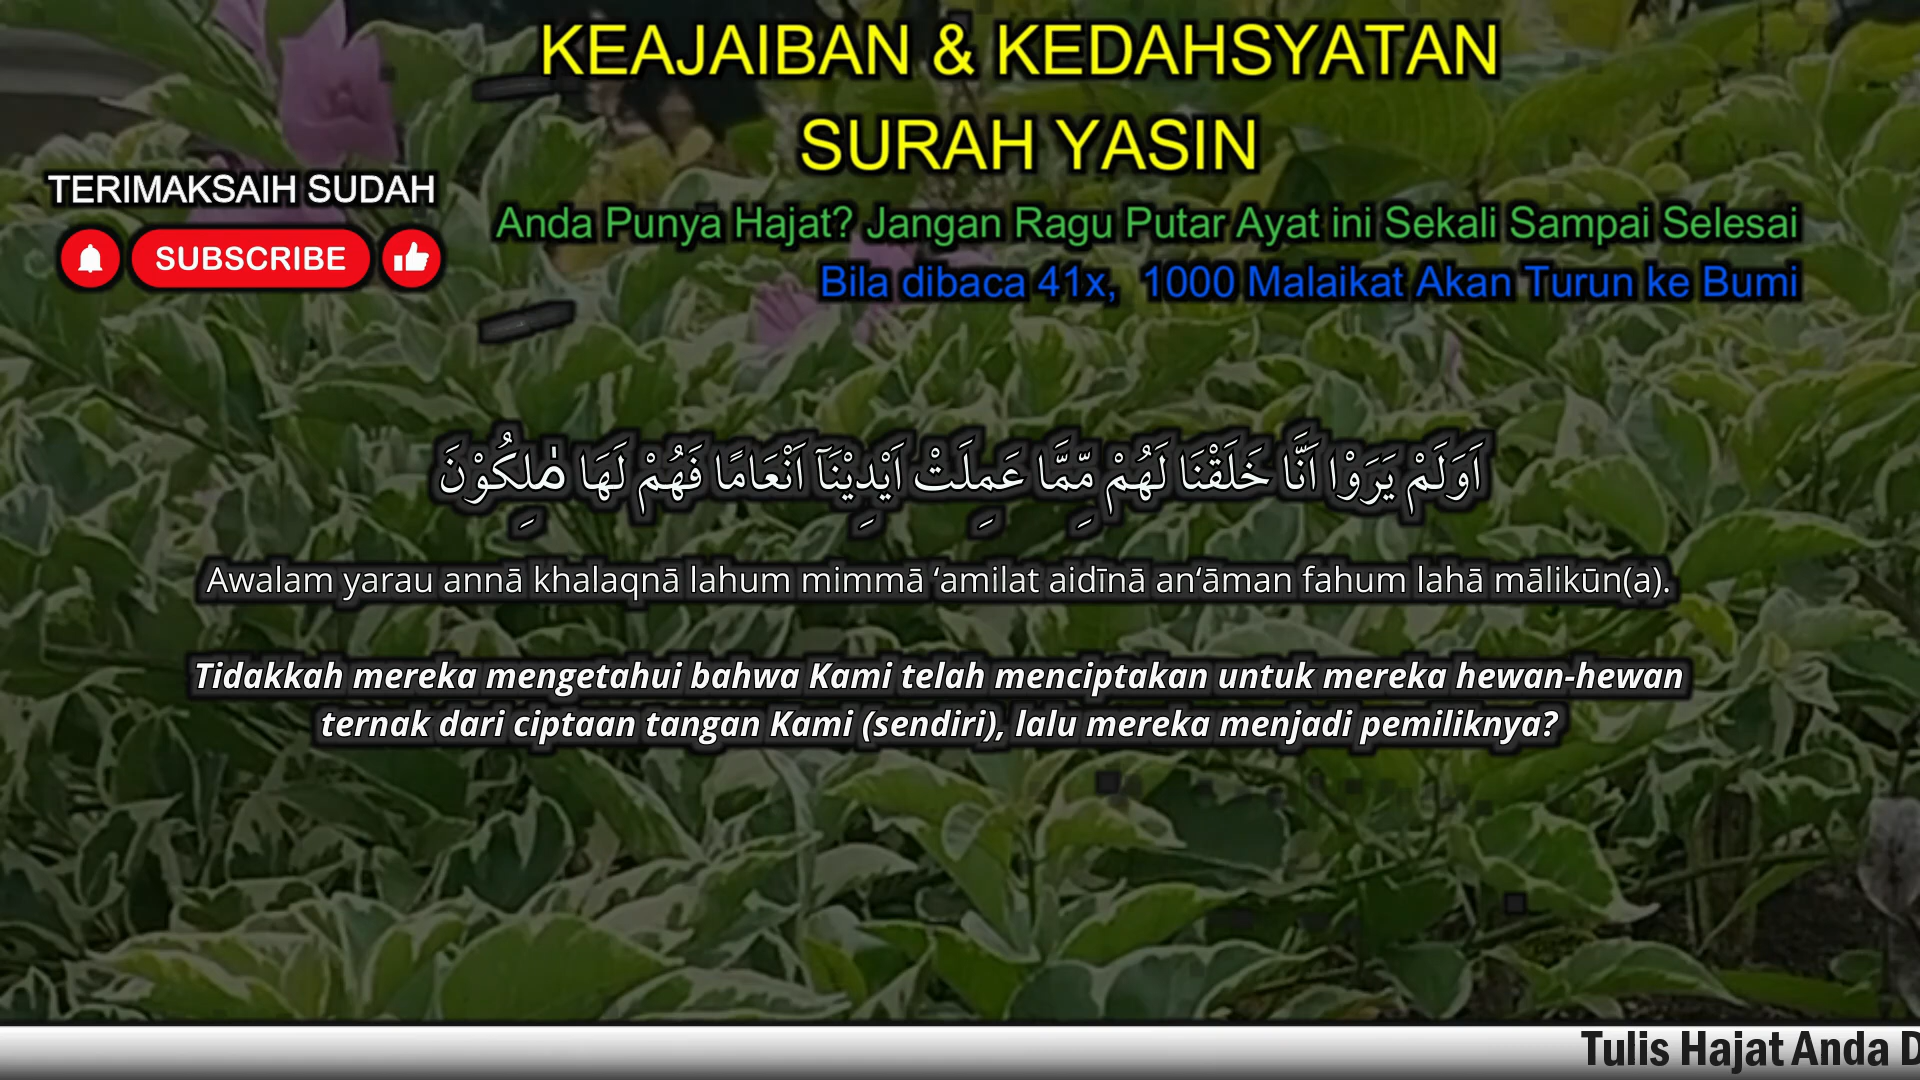 KEAJAIBAN & KEDAHSYATAN
SURAH YASIN
TERIMAKSAIH SUDAH
SUBSCRIBE
Anda Punya Hajat? Jangan Ragu Putar Ayat ini Sekali Sampai Selesai
Bila dibaca 41x, 1000 Malaikat Akan Turun ke Bumi
اَوَلَمْ يَرَوْا اَنَّا خَلَقْنَا لَهُمْ مِّمَّا عَمِلَتْ اَيْدِيْنَآ اَنْعَامًا فَهُمْ لَهَا مٰلِكُوْنَ
Awalam yarau annā khalaqnā lahum mimmā ‘amilat aidīnā an‘āman fahum lahā mālikūn(a).
Tidakkah mereka mengetahui bahwa Kami telah menciptakan untuk mereka hewan-hewan
ternak dari ciptaan tangan Kami (sendiri), lalu mereka menjadi pemiliknya?
Tulis Hajat Anda D